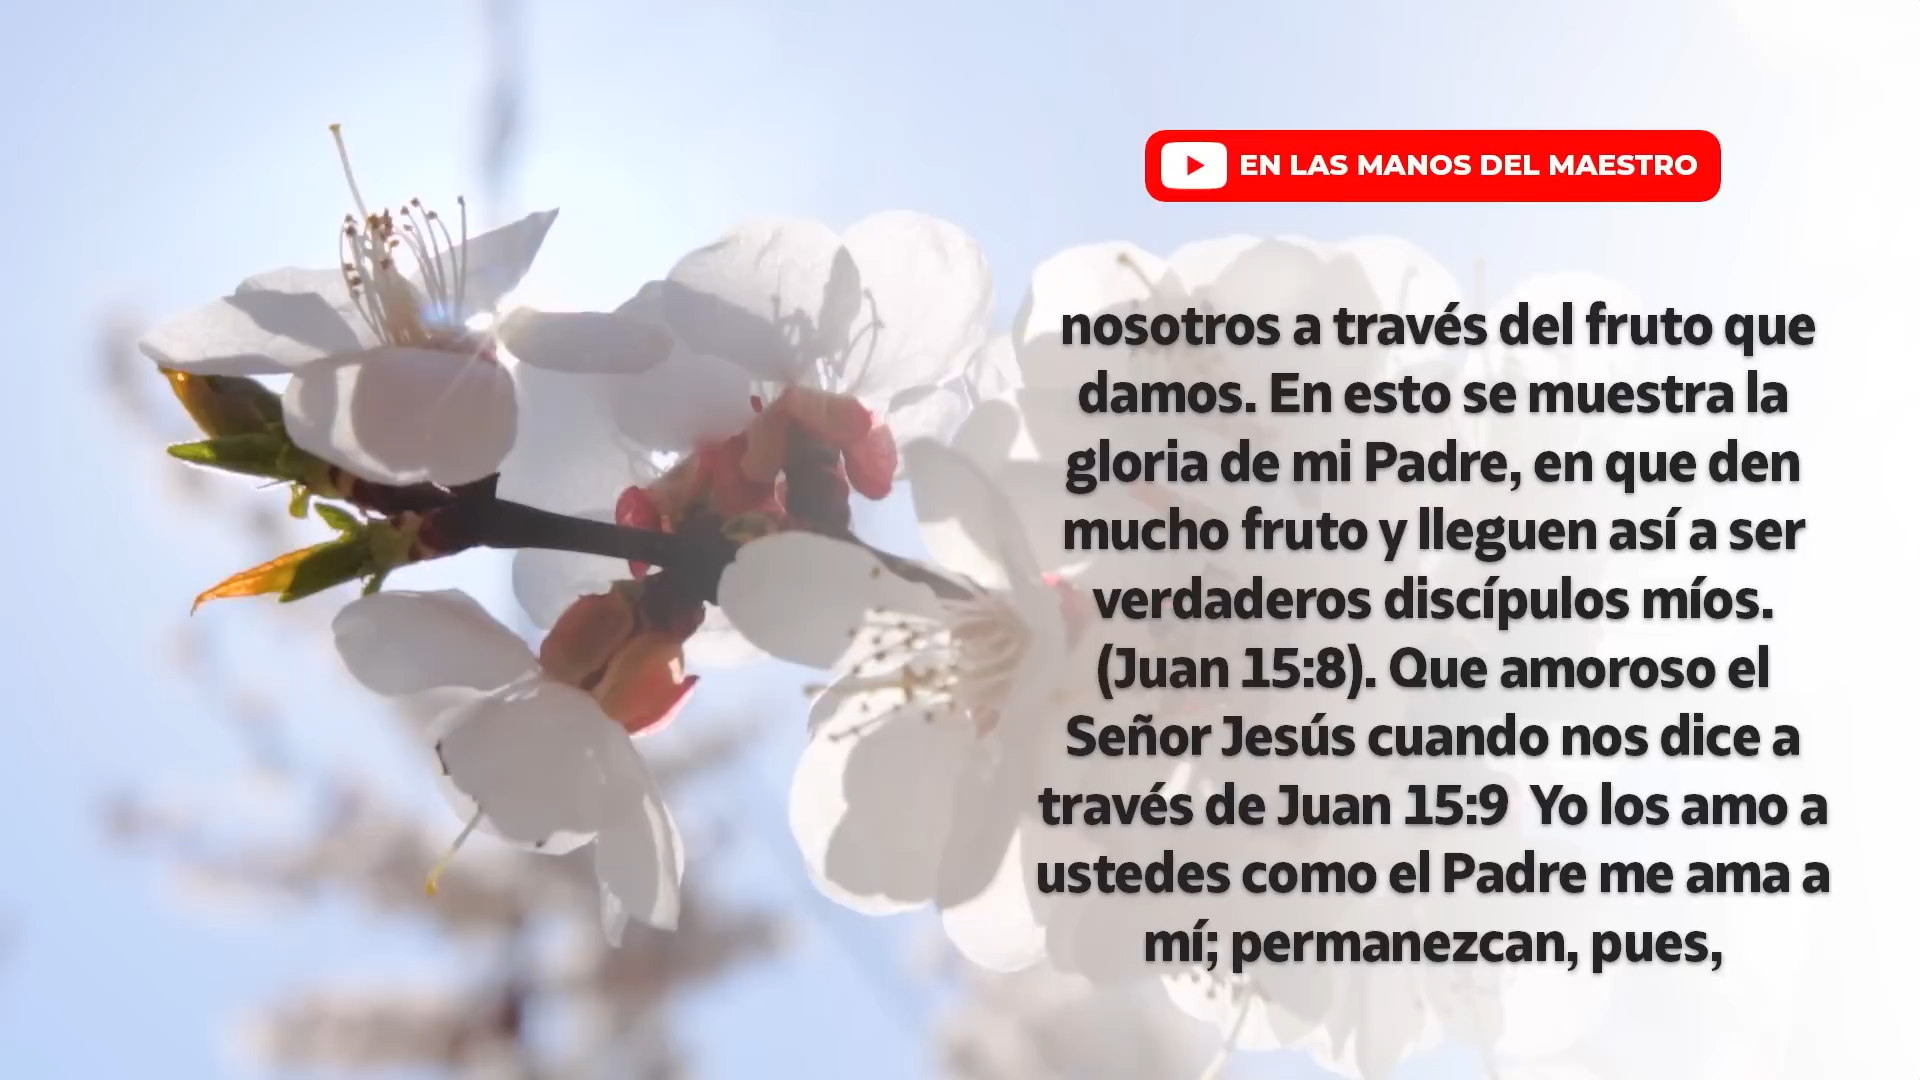 EN LAS MANOS DEL MAESTRO
nosotros a través del fruto que
damos. En esto se muestra la
gloria de mi Padre, en que den
mucho fruto y lleguen así a ser
verdaderos discípulos míos.
(Juan 15:8). Que amoroso el
Señor Jesús cuando nos dice a
través de Juan 15:9  Yo los amo a
ustedes como el Padre me ama a
mí; permanezcan, pues,